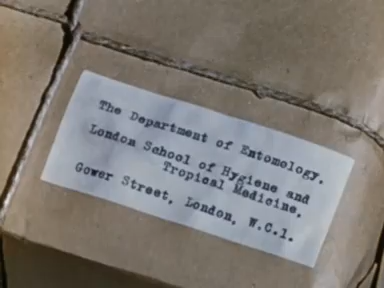 The Department of Entomology.
London School of Hygiene and
Tropical Medicine.
Gower Street, London, W.C.1.